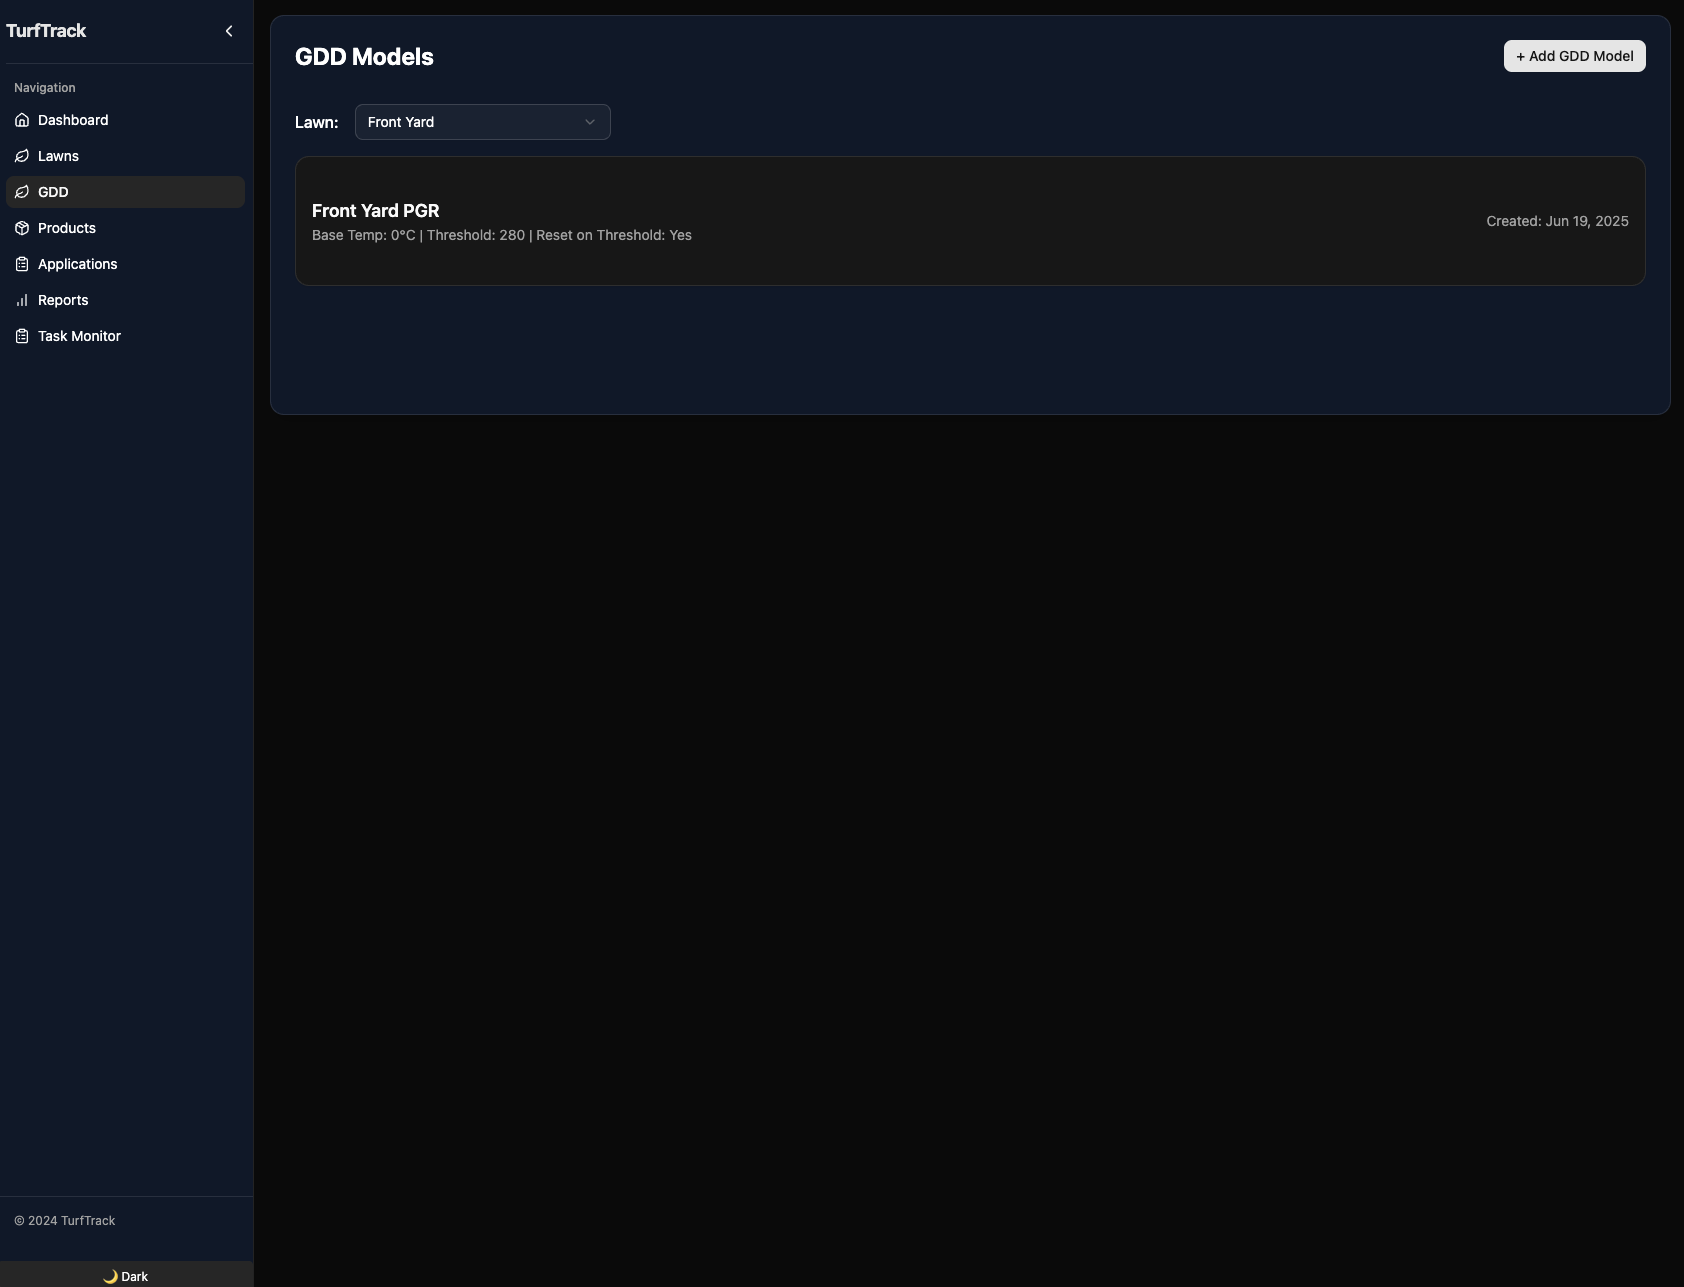 TurfTrack
Navigation
Dashboard
Lawns
GDD
Products
Applications
Reports
Task Monitor
© 2024 TurfTrack
🌙 Dark
GDD Models
+ Add GDD Model
Lawn:
Front Yard
Front Yard PGR
Base Temp: 0°C | Threshold: 280 | Reset on Threshold: Yes
Created: Jun 19, 2025